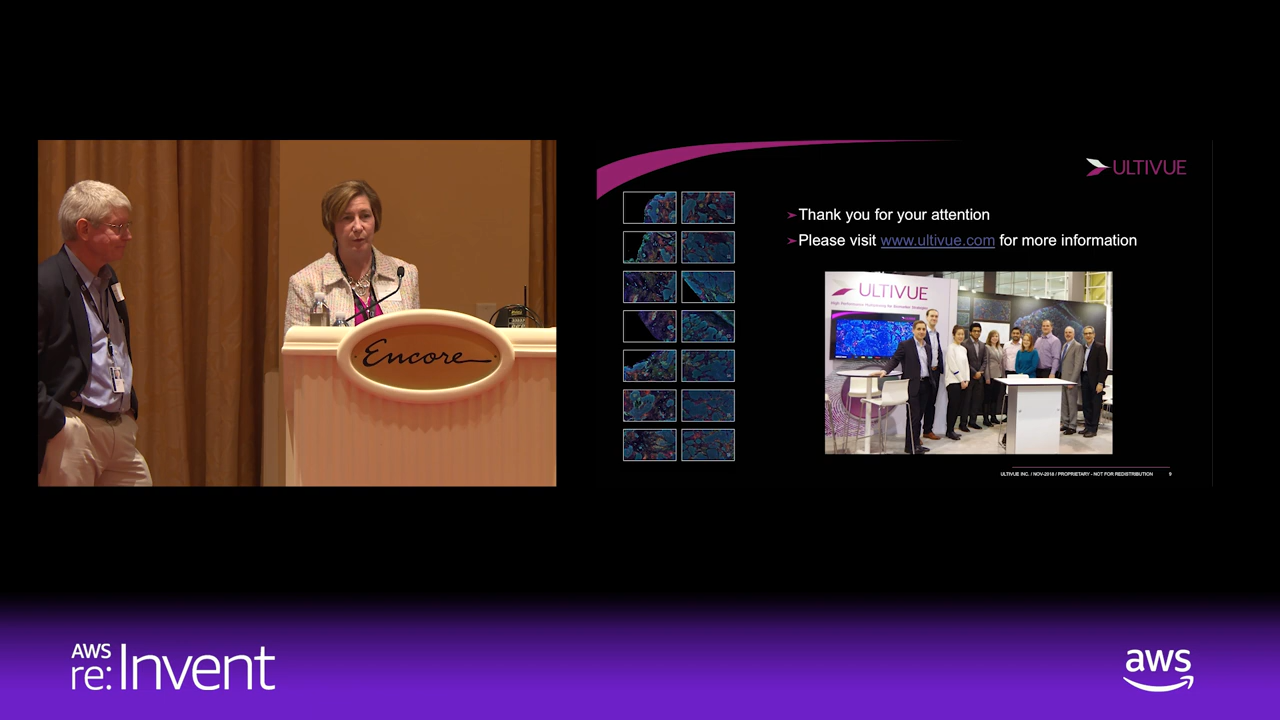 Encore
ULTIVUE
➢Thank you for your attention
➢Please visit www.ultivue.com for more information
ULTIVUE
ULTIVUE INC. / NOV-2018 / PROPRIETARY - NOT FOR REDISTRIBUTION 9
AWS
re:Invent
aws